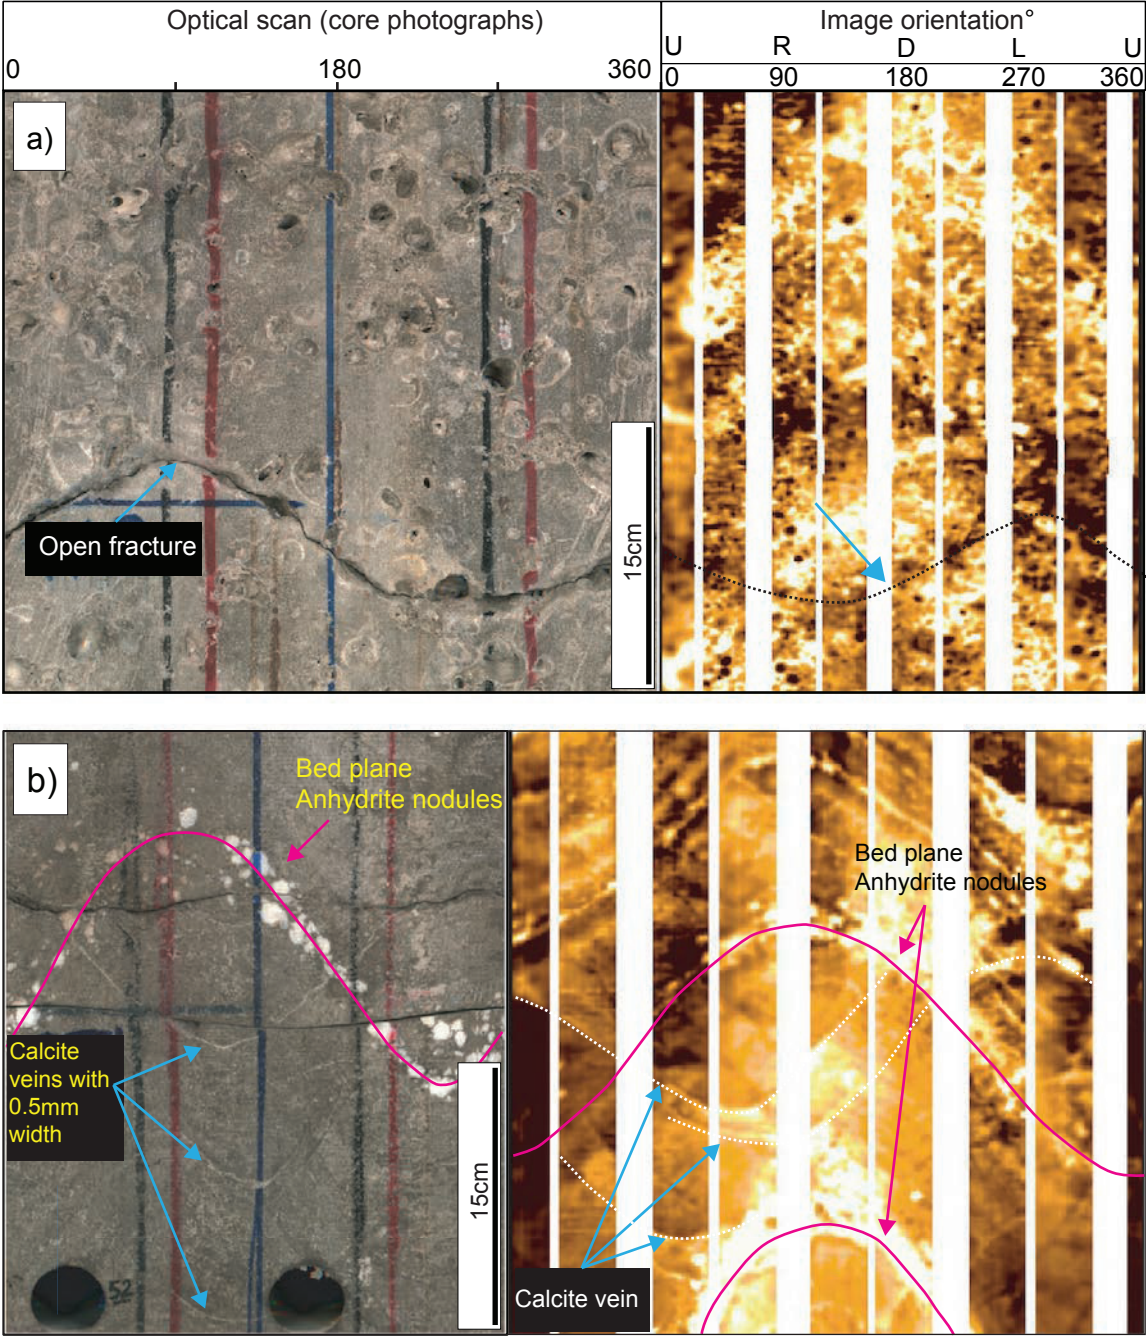 Optical scan (core photographs)
Image orientation°
U R D L U
0 180 360
0 90 180 270 360
a)
Open fracture
15cm
b)
Bed plane
Anhydrite nodules
Bed plane
Anhydrite nodules
Calcite
veins with
0.5mm
width
15cm
52
Calcite vein